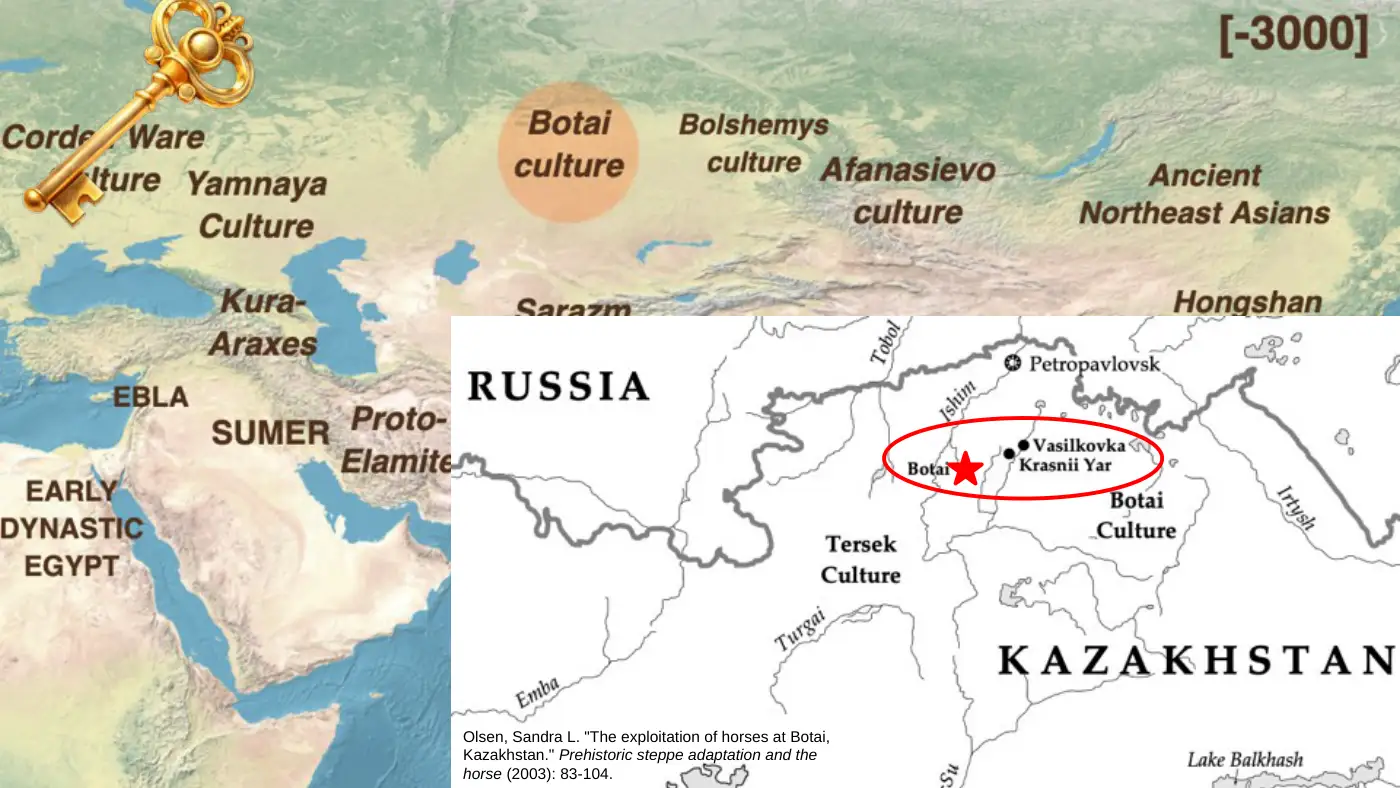 [-3000]
Corded Ware
Culture
Yamnaya
Culture
Botai
culture
Bolshemys
culture
Afanasievo
culture
Ancient
Northeast Asians
Kura-
Araxes
Sarazm
Hongshan
EBLA
SUMER
Proto-
Elamite
EARLY
DYNASTIC
EGYPT
RUSSIA
Tobol
Petropavlovsk
Ishim
Vasilkovka
Botai
Krasnii Yar
Botai
Culture
Irtysh
Tersek
Culture
Turgai
KAZAKHSTAN
Emba
Olsen, Sandra L. "The exploitation of horses at Botai,
Kazakhstan." Prehistoric steppe adaptation and the
horse (2003): 83-104.
-Su
Lake Balkhash